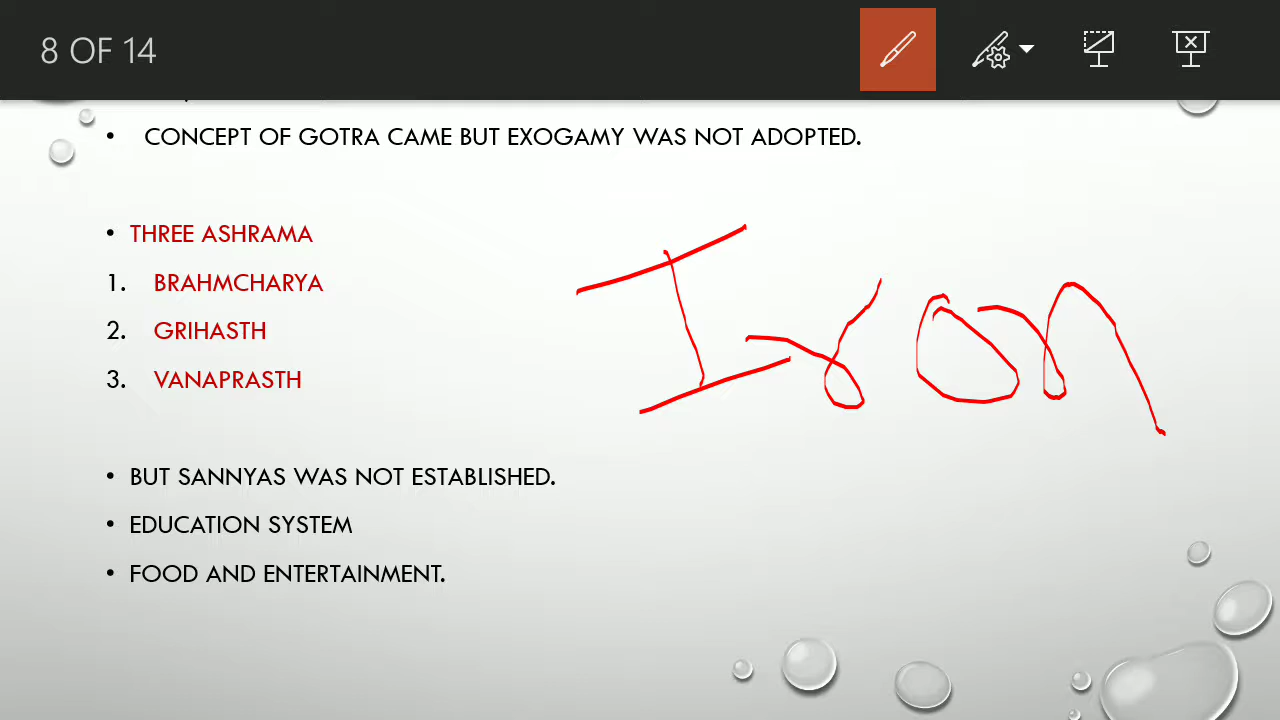 8 OF 14
• CONCEPT OF GOTRA CAME BUT EXOGAMY WAS NOT ADOPTED.
• THREE ASHRAMA
1. BRAHMCHARYA
2. GRIHASTH
3. VANAPRASTH
Iron
• BUT SANNYAS WAS NOT ESTABLISHED.
• EDUCATION SYSTEM
• FOOD AND ENTERTAINMENT.